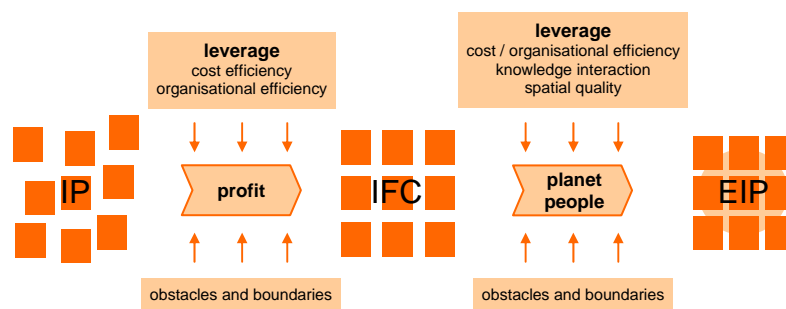 leverage
cost efficiency
organisational efficiency
leverage
cost / organisational efficiency
knowledge interaction
spatial quality
IP
profit
IFC
planet
people
EIP
obstacles and boundaries
obstacles and boundaries